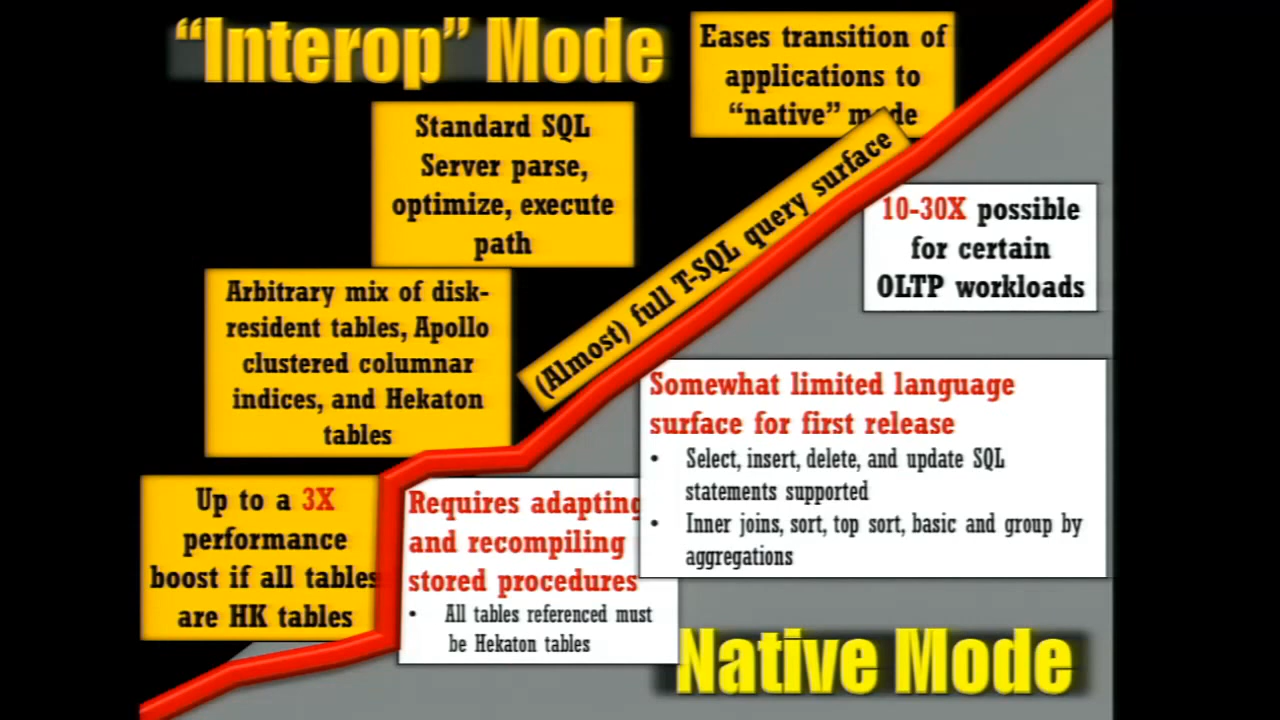 “Interop” Mode
Eases transition of
applications to
“native” mode
Standard SQL
Server parse,
optimize, execute
path
(Almost) full T-SQL query surface
10-30X possible
for certain
OLTP workloads
Arbitrary mix of disk-
resident tables, Apollo
clustered columnar
indices, and Hekaton
tables
Somewhat limited language
surface for first release
• Select, insert, delete, and update SQL
statements supported
• Inner joins, sort, top sort, basic and group by
aggregations
Up to a 3X
performance
boost if all tables
are HK tables
Requires adapting
and recompiling
stored procedures
• All tables referenced must
be Hekaton tables
Native Mode